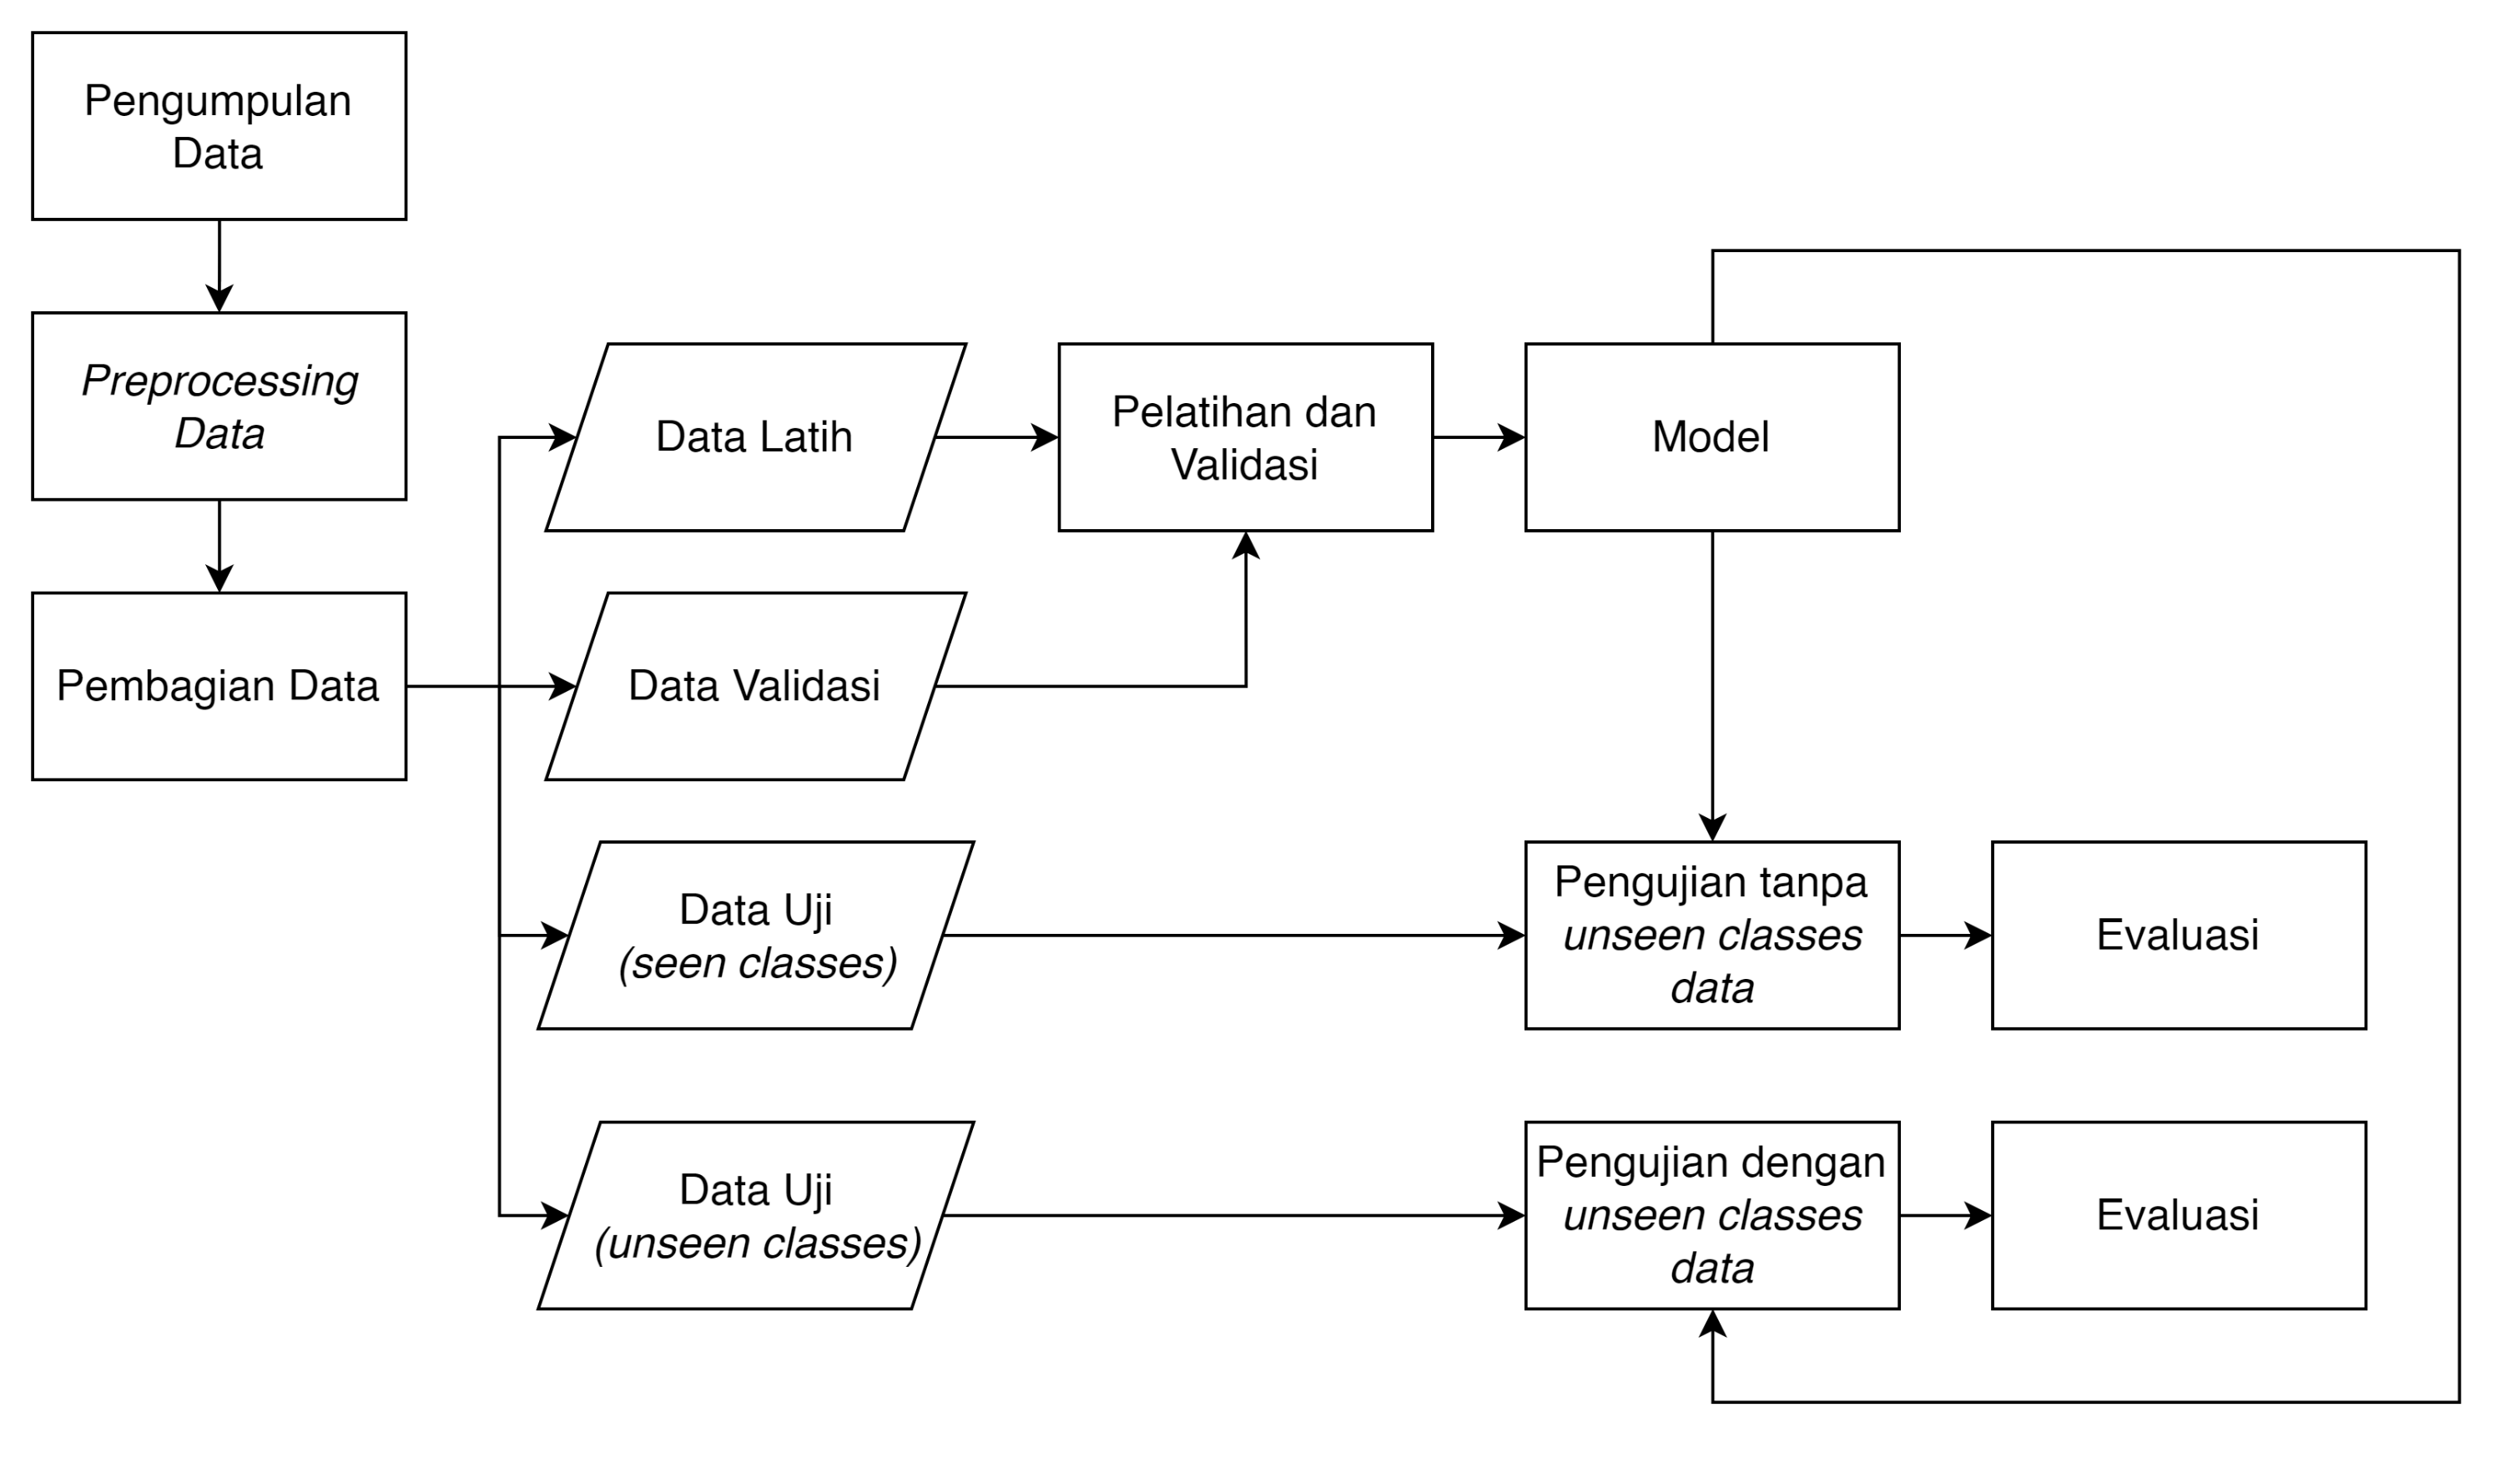 Pengumpulan
Data
Preprocessing
Data
Pembagian Data
Data Latih
Pelatihan dan
Validasi
Model
Data Validasi
Data Uji
(seen classes)
Pengujian tanpa
unseen classes
data
Evaluasi
Data Uji
(unseen classes)
Pengujian dengan
unseen classes
data
Evaluasi